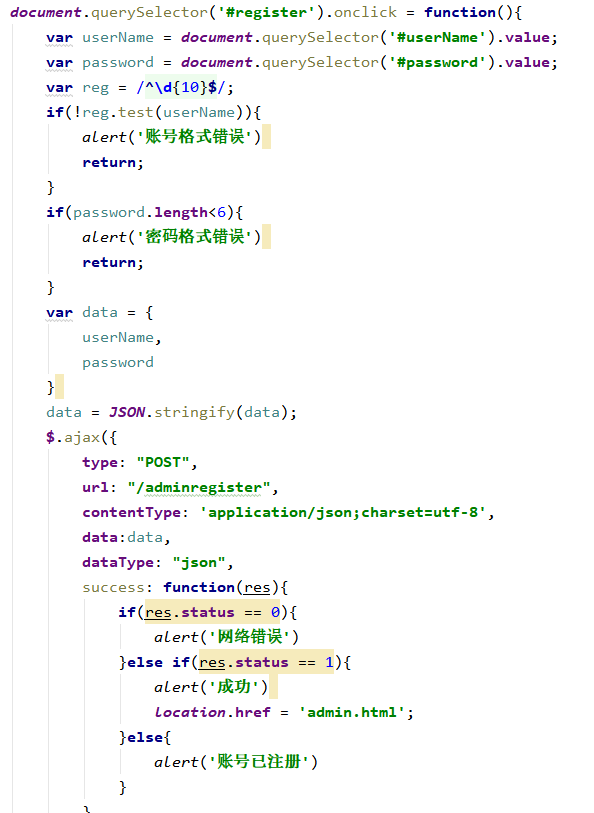 document.querySelector('#register').onclick = function(){
    var userName = document.querySelector('#userName').value;
    var password = document.querySelector('#password').value;
    var reg = /^\d{10}$/;
    if(!reg.test(userName)){
        alert('账号格式错误')
        return;
    }
    if(password.length<6){
        alert('密码格式错误')
        return;
    }
    var data = {
        userName,
        password
    }
    data = JSON.stringify(data);
    $.ajax({
        type: "POST",
        url: "/adminregister",
        contentType: 'application/json;charset=utf-8',
        data:data,
        dataType: "json",
        success: function(res){
            if(res.status == 0){
                alert('网络错误')
            }else if(res.status == 1){
                alert('成功')
                location.href = 'admin.html';
            }else{
                alert('账号已注册')
            }
        }